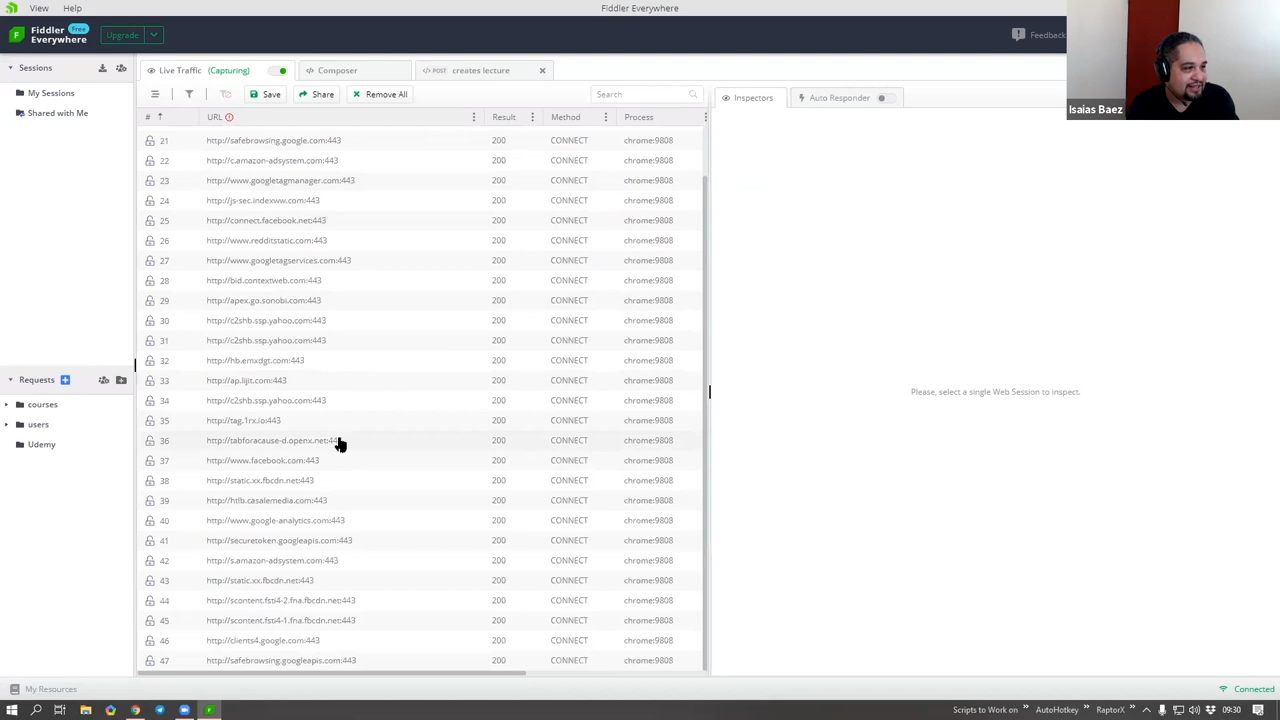 View Help
Fiddler Everywhere
Fiddler Free
Everywhere
Upgrade
Feedback
Sessions
Live Traffic (Capturing)
Composer
POST creates lecture
My Sessions
Save
Share
Remove All
Search
Inspectors
Auto Responder
Shared with Me
Isaias Baez
# URL Result Method Process
21 http://safebrowsing.google.com:443 200 CONNECT chrome:9808
22 http://c.amazon-adsystem.com:443 200 CONNECT chrome:9808
23 http://www.googletagmanager.com:443 200 CONNECT chrome:9808
24 http://js-sec.indexww.com:443 200 CONNECT chrome:9808
25 http://connect.facebook.net:443 200 CONNECT chrome:9808
26 http://www.redditstatic.com:443 200 CONNECT chrome:9808
27 http://www.googletagservices.com:443 200 CONNECT chrome:9808
28 http://bid.contextweb.com:443 200 CONNECT chrome:9808
29 http://apex.go.sonobi.com:443 200 CONNECT chrome:9808
30 http://c2shb.ssp.yahoo.com:443 200 CONNECT chrome:9808
31 http://c2shb.ssp.yahoo.com:443 200 CONNECT chrome:9808
32 http://hb.emxdgt.com:443 200 CONNECT chrome:9808
33 http://ap.lijit.com:443 200 CONNECT chrome:9808
34 http://c2shb.ssp.yahoo.com:443 200 CONNECT chrome:9808
35 http://tag.1rx.io:443 200 CONNECT chrome:9808
36 http://tabforacause-d.openx.net:443 200 CONNECT chrome:9808
37 http://www.facebook.com:443 200 CONNECT chrome:9808
38 http://static.xx.fbcdn.net:443 200 CONNECT chrome:9808
39 http://htlb.casalemedia.com:443 200 CONNECT chrome:9808
40 http://www.google-analytics.com:443 200 CONNECT chrome:9808
41 http://securetoken.googleapis.com:443 200 CONNECT chrome:9808
42 http://s.amazon-adsystem.com:443 200 CONNECT chrome:9808
43 http://static.xx.fbcdn.net:443 200 CONNECT chrome:9808
44 http://scontent.fsti4-2.fna.fbcdn.net:443 200 CONNECT chrome:9808
45 http://scontent.fsti4-1.fna.fbcdn.net:443 200 CONNECT chrome:9808
46 http://clients4.google.com:443 200 CONNECT chrome:9808
47 http://safebrowsing.googleapis.com:443 200 CONNECT chrome:9808
Please, select a single Web Session to inspect.
Requests
courses
users
Udemy
My Resources
Connected
Scripts to Work on » AutoHotkey » RaptorX » 09:30